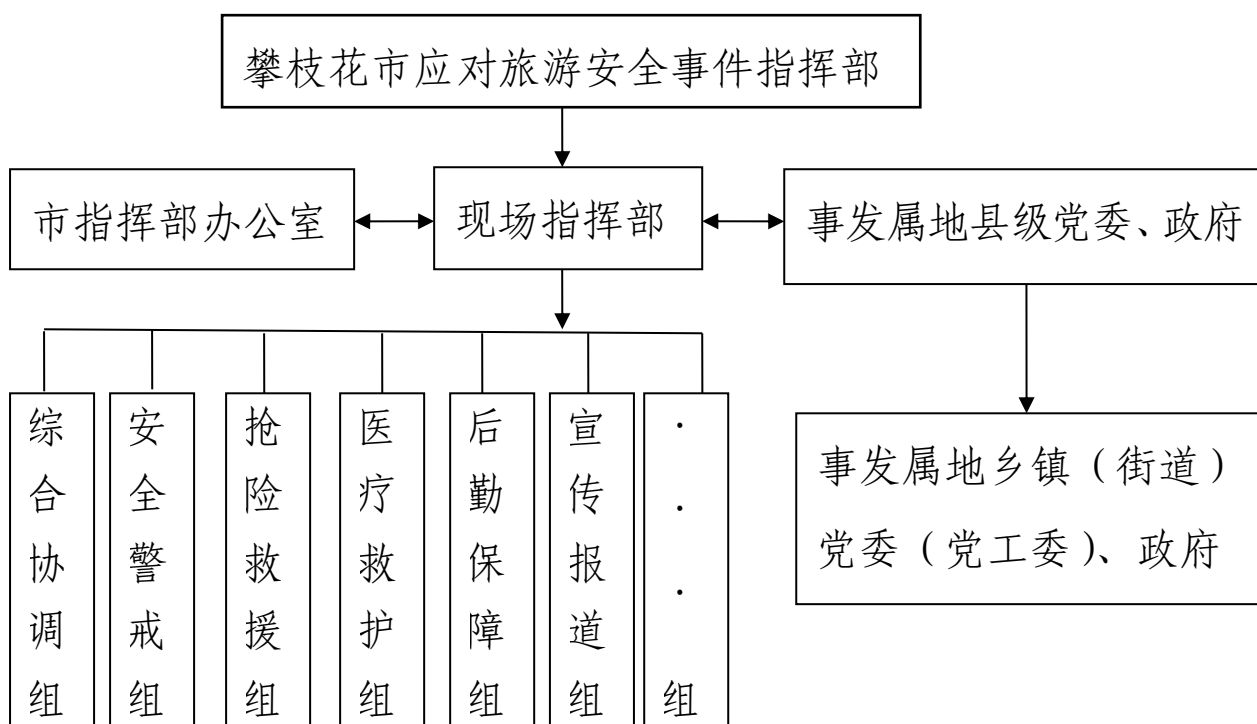 攀枝花市应对旅游安全事件指挥部
市指挥部办公室
现场指挥部
事发属地县级党委、政府
综合协调组
安全警戒组
抢险救援组
医疗救护组
后勤保障组
宣传报道组
···组
事发属地乡镇（街道）
党委（党工委）、政府